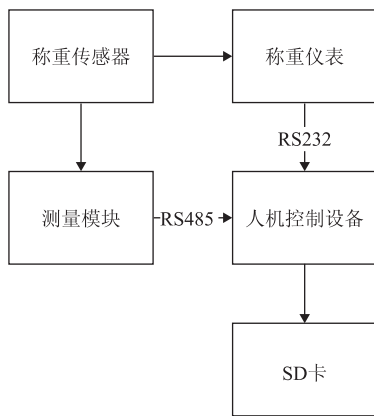 称重传感器
称重仪表
RS232
测量模块
RS485
人机控制设备
SD卡